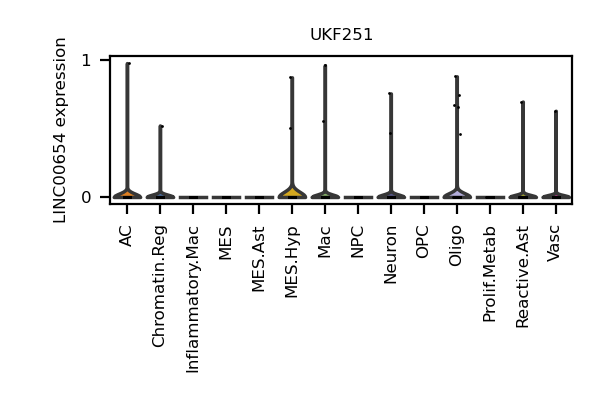 UKF251
LINC00654 expression
1
0
AC
Chromatin.Reg
Inflammatory.Mac
MES
MES.Ast
MES.Hyp
Mac
NPC
Neuron
OPC
Oligo
Prolif.Metab
Reactive.Ast
Vasc